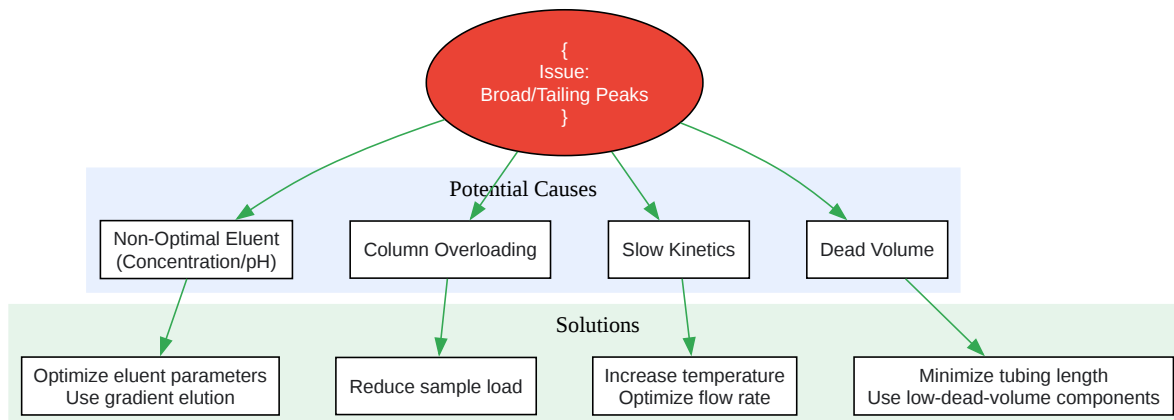 {
Issue:
Broad/Tailing Peaks
}
Potential Causes
Non-Optimal Eluent
(Concentration/pH)
Column Overloading
Slow Kinetics
Dead Volume
Solutions
Optimize eluent parameters
Use gradient elution
Reduce sample load
Increase temperature
Optimize flow rate
Minimize tubing length
Use low-dead-volume components